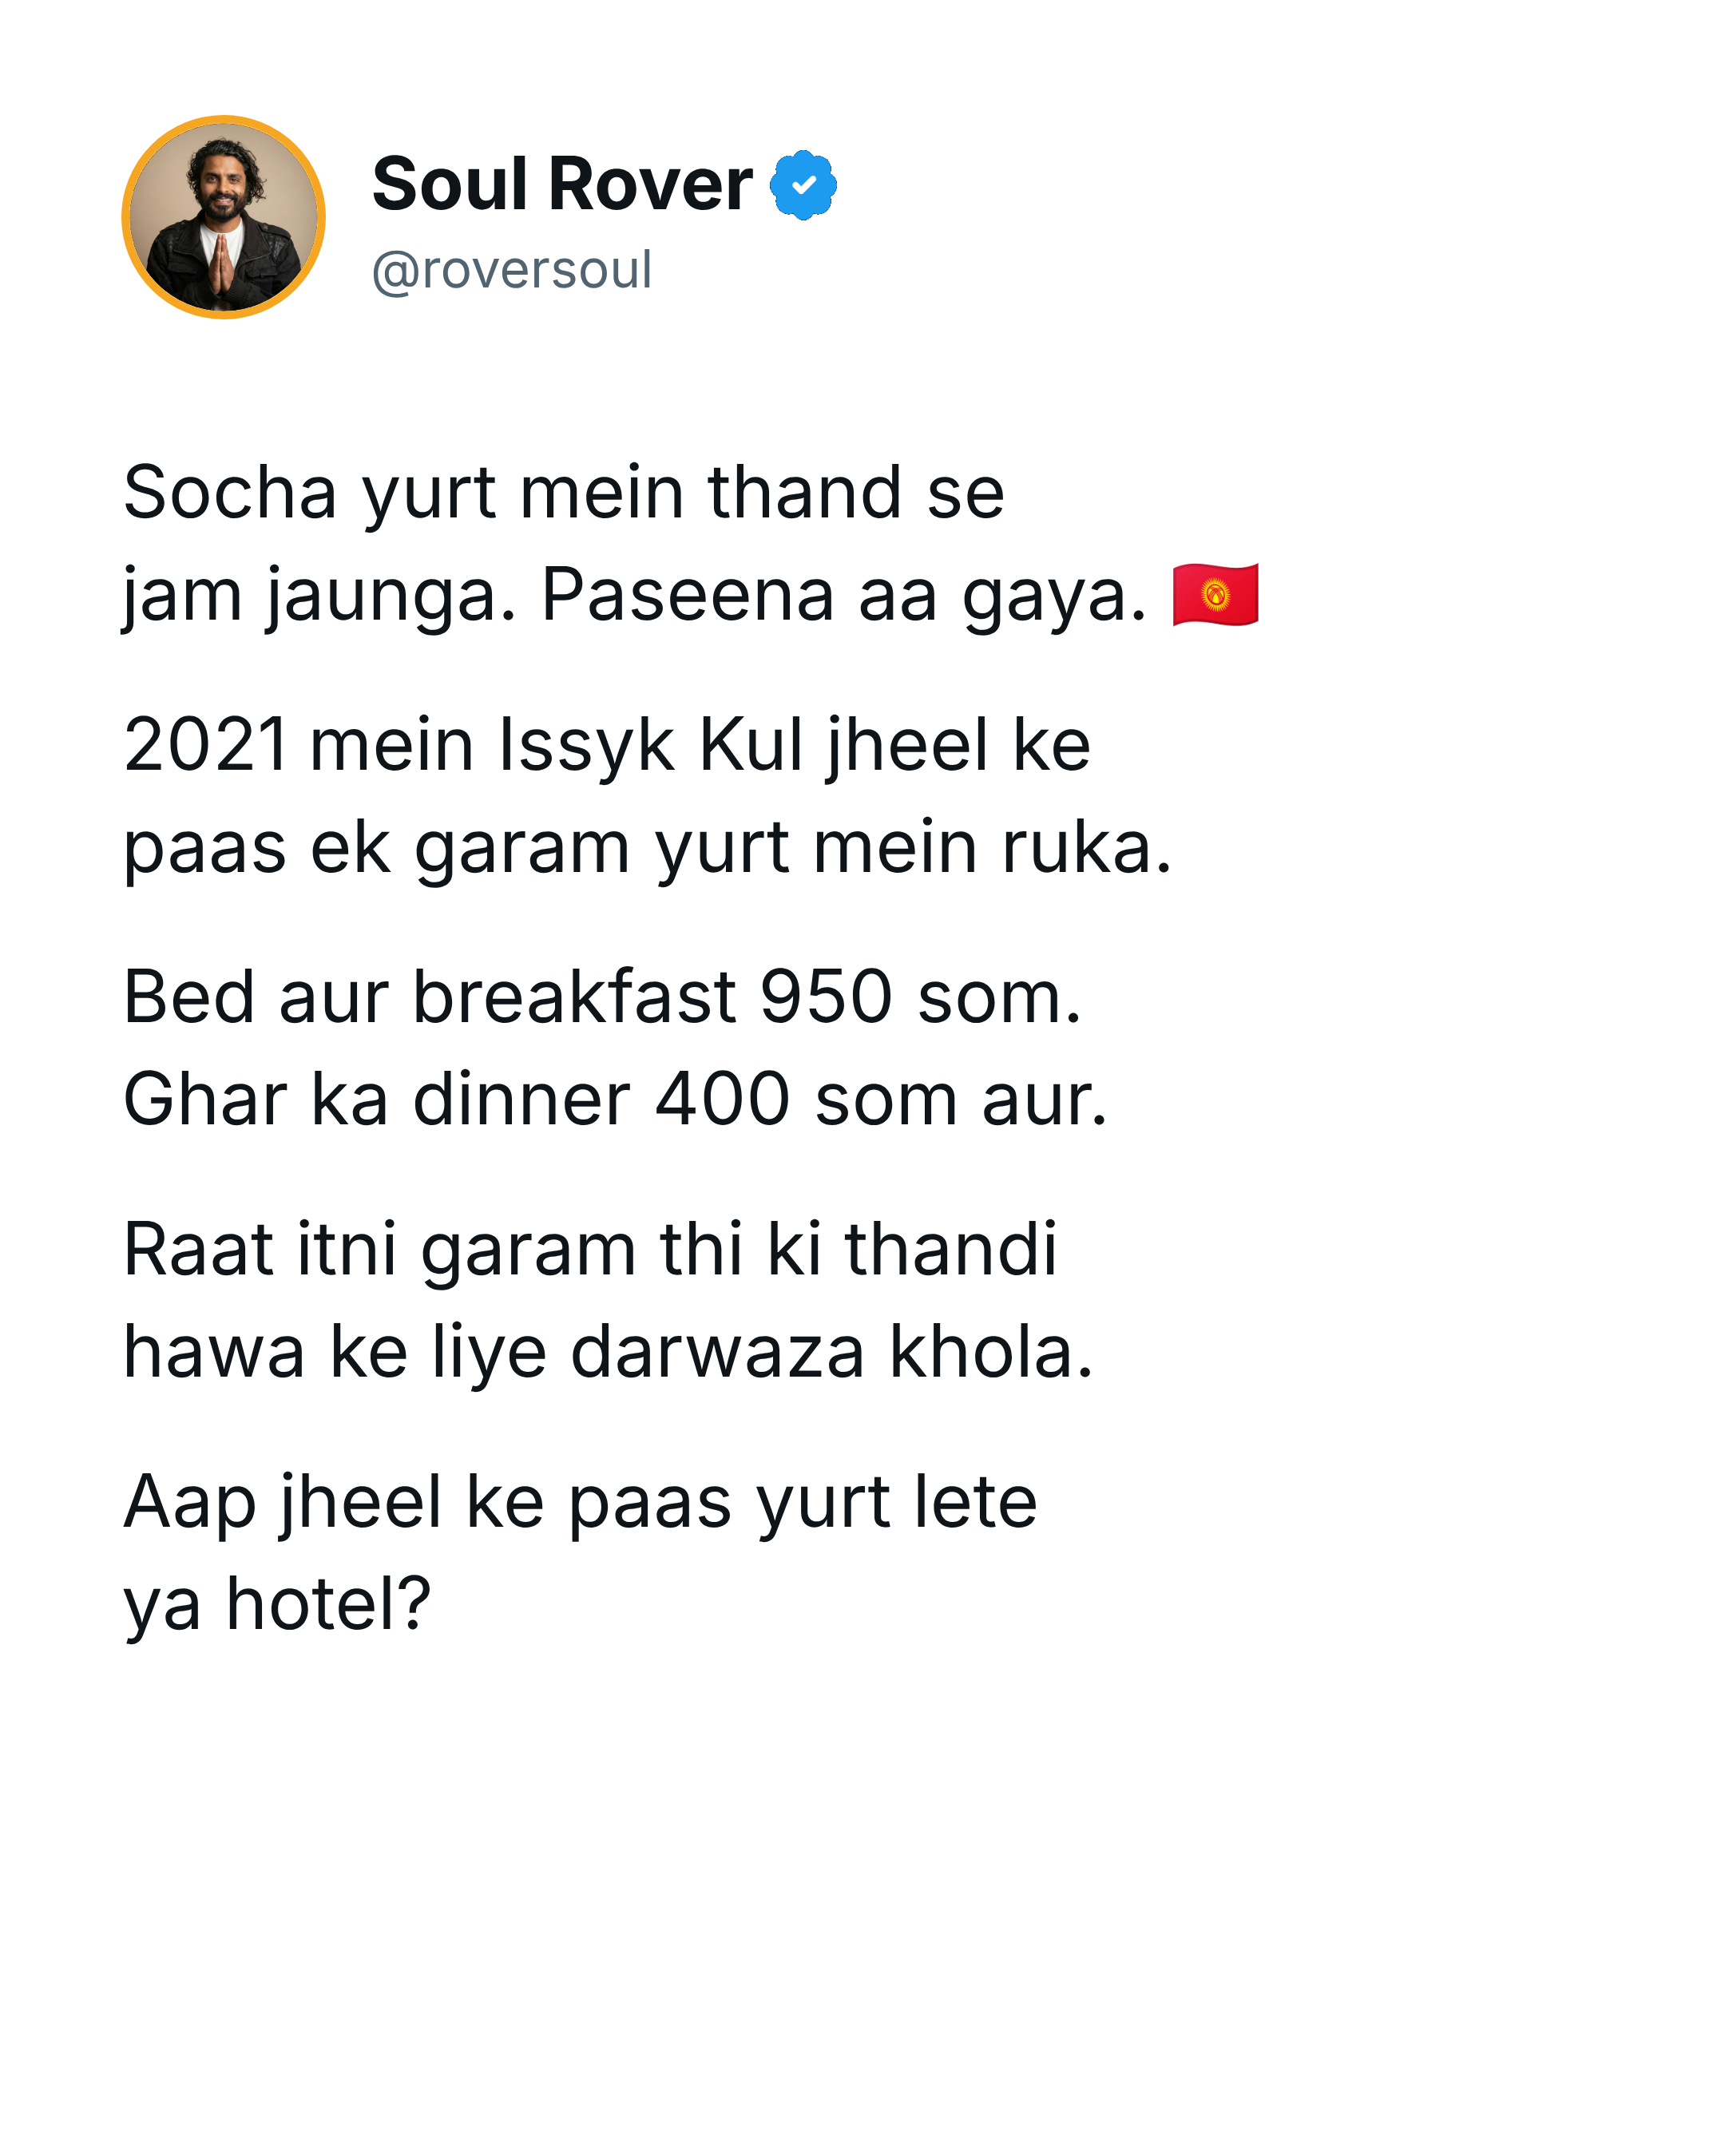 Soul Rover
@roversoul
Socha yurt mein thand se
jam jaunga. Paseena aa gaya. 🇰🇬
2021 mein Issyk Kul jheel ke
paas ek garam yurt mein ruka.
Bed aur breakfast 950 som.
Ghar ka dinner 400 som aur.
Raat itni garam thi ki thandi
hawa ke liye darwaza khola.
Aap jheel ke paas yurt lete
ya hotel?